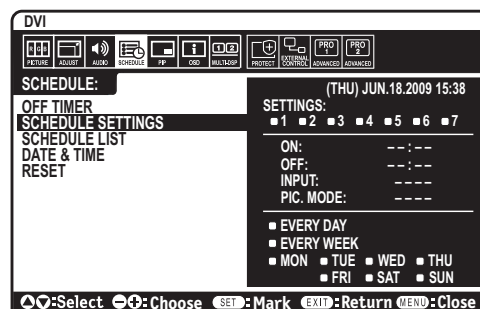 DVI
RGB
PICTURE ADJUST AUDIO SCHEDULE PIP OSD MULTI-DSP PROTECT EXTERNAL CONTROL PRO 1 ADVANCED PRO 2 ADVANCED
SCHEDULE:
OFF TIMER
SCHEDULE SETTINGS
SCHEDULE LIST
DATE & TIME
RESET
(THU) JUN.18.2009 15:38
SETTINGS:
1 2 3 4 5 6 7
ON: --:--
OFF: --:--
INPUT: ----
PIC. MODE: ----
EVERY DAY
EVERY WEEK
MON TUE WED THU
FRI SAT SUN
:Select :Choose SET :Mark EXIT :Return MENU :Close